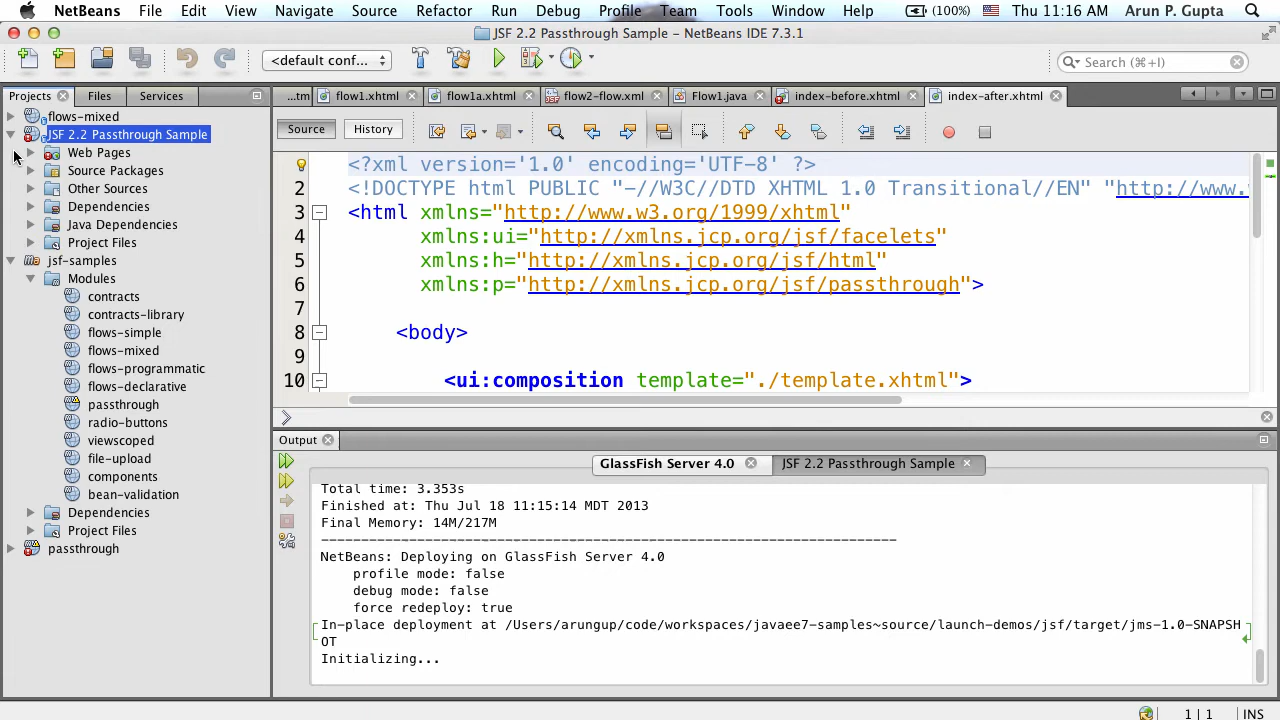 NetBeans File Edit View Navigate Source Refactor Run Debug Profile Team Tools Window Help (100%) Thu 11:16 AM Arun P. Gupta
JSF 2.2 Passthrough Sample - NetBeans IDE 7.3.1
<default conf... Search (⌘+I)
Projects Files Services
...tm flow1.xhtml flow1a.xhtml flow2-flow.xml Flow1.java index-before.xhtml index-after.xhtml
Source History
flows-mixed
JSF 2.2 Passthrough Sample
Web Pages
Source Packages
Other Sources
Dependencies
Java Dependencies
Project Files
jsf-samples
Modules
contracts
contracts-library
flows-simple
flows-mixed
flows-programmatic
flows-declarative
passthrough
radio-buttons
viewscoped
file-upload
components
bean-validation
Dependencies
Project Files
passthrough
<?xml version='1.0' encoding='UTF-8' ?>
2 <!DOCTYPE html PUBLIC "-//W3C//DTD XHTML 1.0 Transitional//EN" "http://www.
3 <html xmlns="http://www.w3.org/1999/xhtml"
4 xmlns:ui="http://xmlns.jcp.org/jsf/facelets"
5 xmlns:h="http://xmlns.jcp.org/jsf/html"
6 xmlns:p="http://xmlns.jcp.org/jsf/passthrough">
7
8 <body>
9
10 <ui:composition template="./template.xhtml">
Output
GlassFish Server 4.0 JSF 2.2 Passthrough Sample
Total time: 3.353s
Finished at: Thu Jul 18 11:15:14 MDT 2013
Final Memory: 14M/217M
------------------------------------------------------------------------
NetBeans: Deploying on GlassFish Server 4.0
profile mode: false
debug mode: false
force redeploy: true
In-place deployment at /Users/arungup/code/workspaces/javaee7-samples~source/launch-demos/jsf/target/jms-1.0-SNAPSH
OT
Initializing...
1 | 1 INS